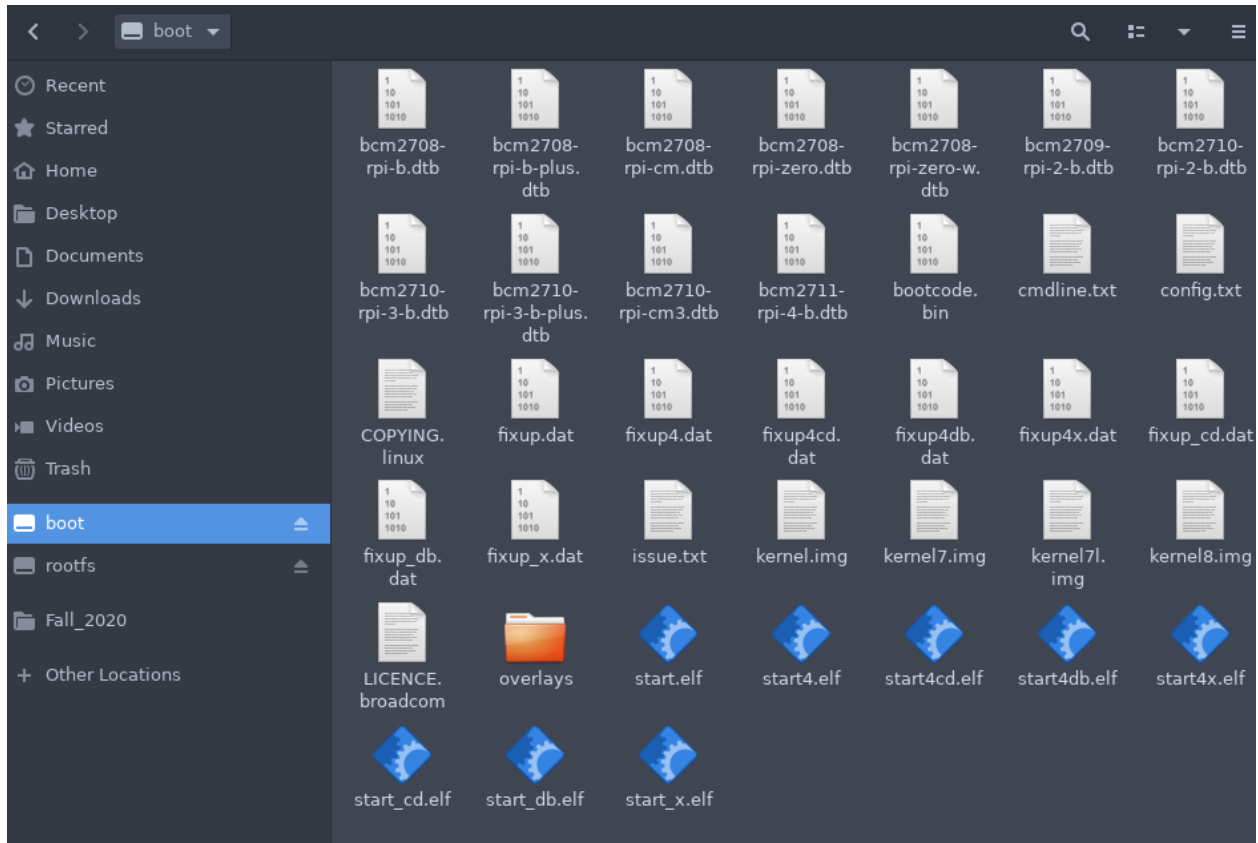 boot
Recent
Starred
Home
Desktop
Documents
Downloads
Music
Pictures
Videos
Trash
boot
rootfs
Fall_2020
Other Locations
bcm2708-
rpi-b.dtb
bcm2708-
rpi-b-plus.
dtb
bcm2708-
rpi-cm.dtb
bcm2708-
rpi-zero.dtb
bcm2708-
rpi-zero-w.
dtb
bcm2709-
rpi-2-b.dtb
bcm2710-
rpi-2-b.dtb
bcm2710-
rpi-3-b.dtb
bcm2710-
rpi-3-b-plus.
dtb
bcm2710-
rpi-cm3.dtb
bcm2711-
rpi-4-b.dtb
bootcode.
bin
cmdline.txt
config.txt
COPYING.
linux
fixup.dat
fixup4.dat
fixup4cd.
dat
fixup4db.
dat
fixup4x.dat
fixup_cd.dat
fixup_db.
dat
fixup_x.dat
issue.txt
kernel.img
kernel7.img
kernel7l.
img
kernel8.img
LICENCE.
broadcom
overlays
start.elf
start4.elf
start4cd.elf
start4db.elf
start4x.elf
start_cd.elf
start_db.elf
start_x.elf